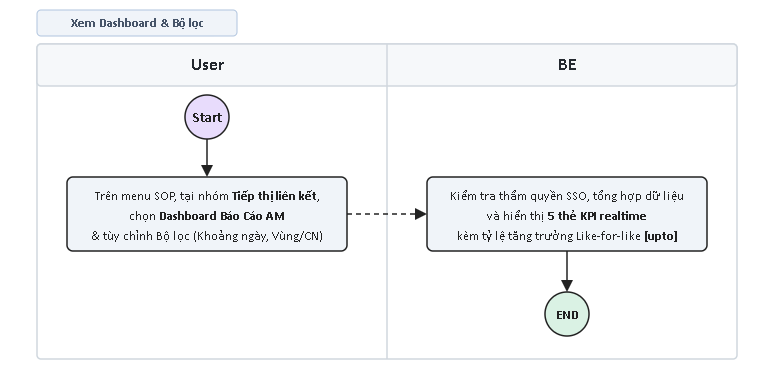 Xem Dashboard & Bộ lọc
User
BE
Start
Trên menu SOP, tại nhóm Tiếp thị liên kết,
chọn Dashboard Báo Cáo AM
& tùy chỉnh Bộ lọc (Khoảng ngày, Vùng/CN)
Kiểm tra thẩm quyền SSO, tổng hợp dữ liệu
và hiển thị 5 thẻ KPI realtime
kèm tỷ lệ tăng trưởng Like-for-like [upto]
END